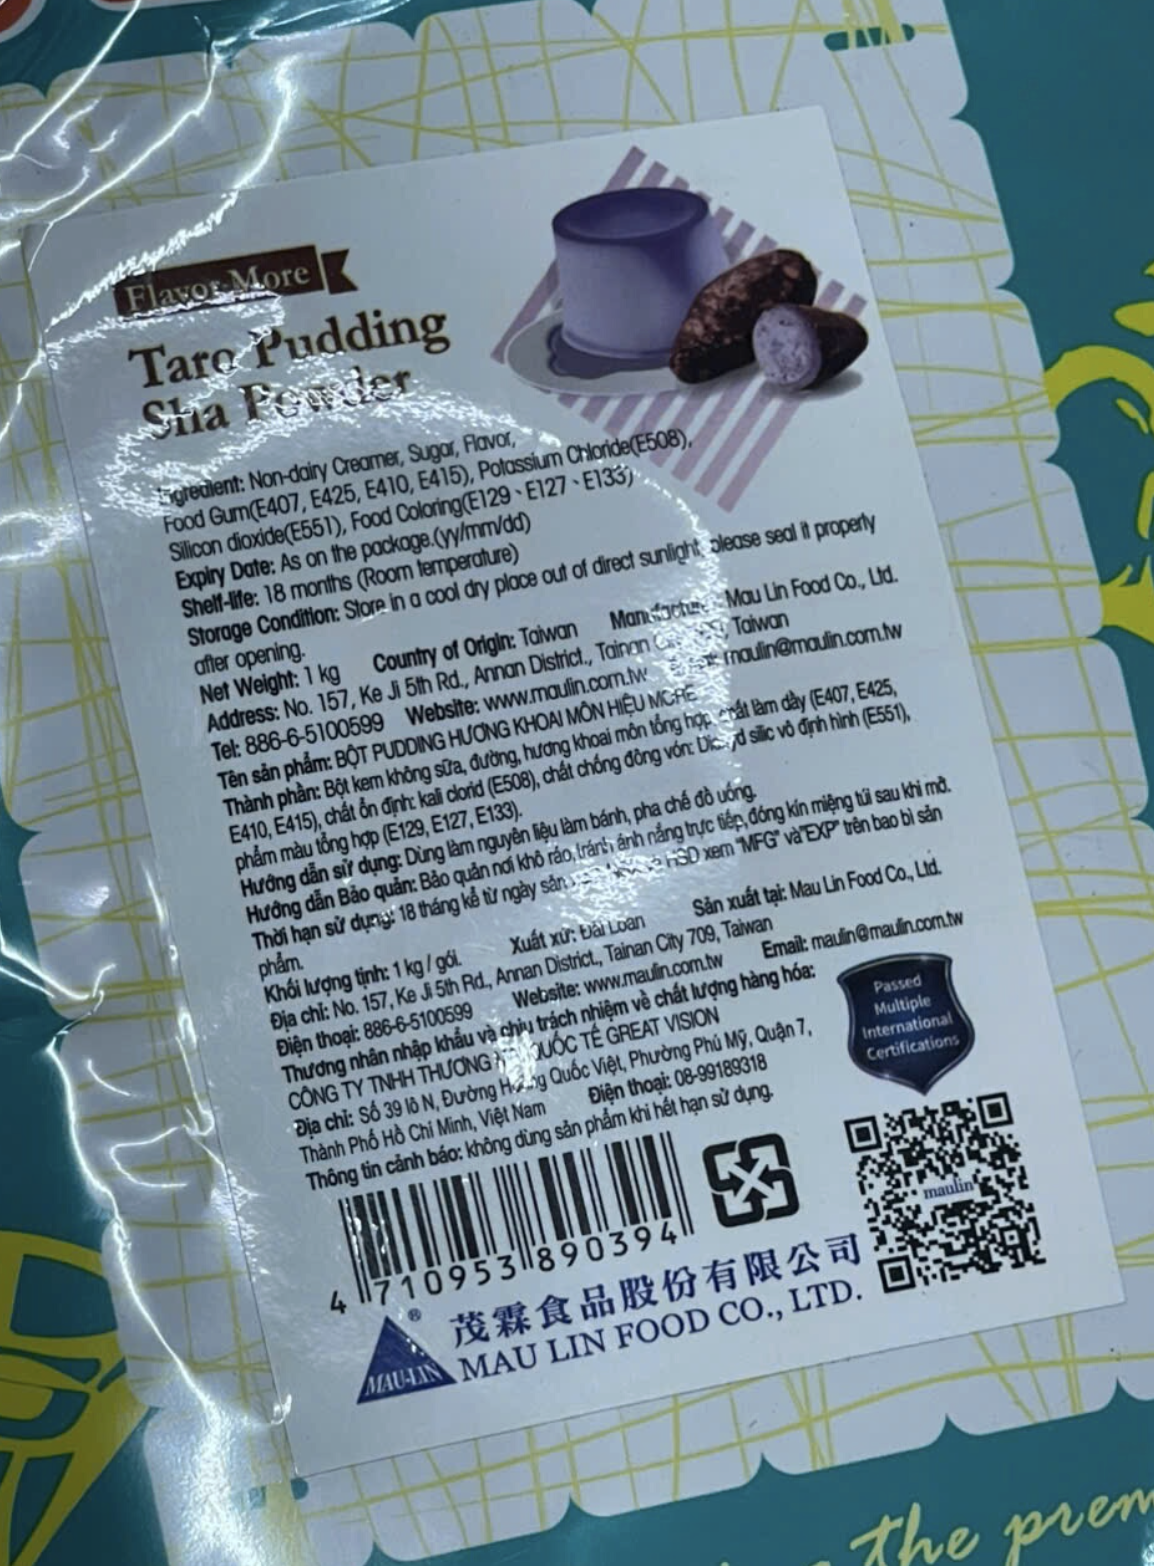 Flavor More
Taro Pudding
Sha Powder
Ingredient: Non-dairy Creamer, Sugar, Flavor,
Food Gum(E407, E425, E410, E415), Potassium Chloride(E508),
Silicon dioxide(E551), Food Coloring(E129、E127、E133)
Expiry Date: As on the package.(yy/mm/dd)
Shelf-life: 18 months (Room temperature)
Storage Condition: Store in a cool dry place out of direct sunlight, please seal it properly
after opening.
Net Weight: 1 kg Country of Origin: Taiwan Manufacture Mau Lin Food Co., Ltd.
Address: No. 157, Ke Ji 5th Rd., Annan District., Tainan Taiwan
Tel: 886-6-5100599 Website: www.maulin.com.tw maulin@maulin.com.tw
Tên sản phẩm: BỘT PUDDING HƯƠNG KHOAI MÔN HIỆU MORE
Thành phần: Bột kem không sữa, đường, hương khoai môn tổng hợp, chất làm dày (E407, E425,
E410, E415), chất ổn định: kali clorid (E508), chất chống đông vón: Dioxyd silic vô định hình (E551),
phẩm màu tổng hợp (E129, E127, E133).
Hướng dẫn sử dụng: Dùng làm nguyên liệu làm bánh, pha chế đồ uống.
Hướng dẫn Bảo quản: Bảo quản nơi khô ráo, tránh ánh nắng trực tiếp, đóng kín miệng túi sau khi mở.
Thời hạn sử dụng: 18 tháng kể từ ngày sản HSD xem "MFG" và"EXP" trên bao bì sản
phẩm.
Khối lượng tịnh: 1 kg / gói. Xuất xứ: Đài Loan Sản xuất tại: Mau Lin Food Co., Ltd.
Địa chỉ: No. 157, Ke Ji 5th Rd., Annan District., Tainan City 709, Taiwan
Điện thoại: 886-6-5100599 Website: www.maulin.com.tw Email: maulin@maulin.com.tw
Thương nhân nhập khẩu và chịu trách nhiệm về chất lượng hàng hóa:
CÔNG TY TNHH THƯƠNG QUỐC TẾ GREAT VISION
Địa chỉ: Số 39 lô N, Đường Hoàng Quốc Việt, Phường Phú Mỹ, Quận 7,
Thành Phố Hồ Chí Minh, Việt Nam Điện thoại: 08-99189318
Thông tin cảnh báo: không dùng sản phẩm khi hết hạn sử dụng.
Passed
Multiple
International
Certifications
maulin
4 710953 890394
MAU-LIN ®
茂霖食品股份有限公司
MAU LIN FOOD CO., LTD.
the prem